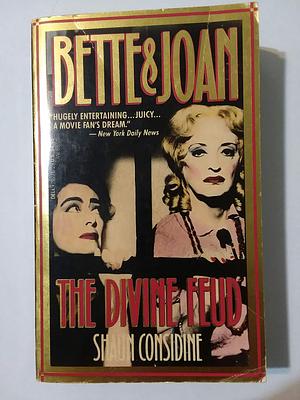 BETTE & JOAN
"HUGELY ENTERTAINING...JUICY...
A MOVIE FAN'S DREAM."
— New York Daily News
THE DIVINE FEUD
SHAUN CONSIDINE